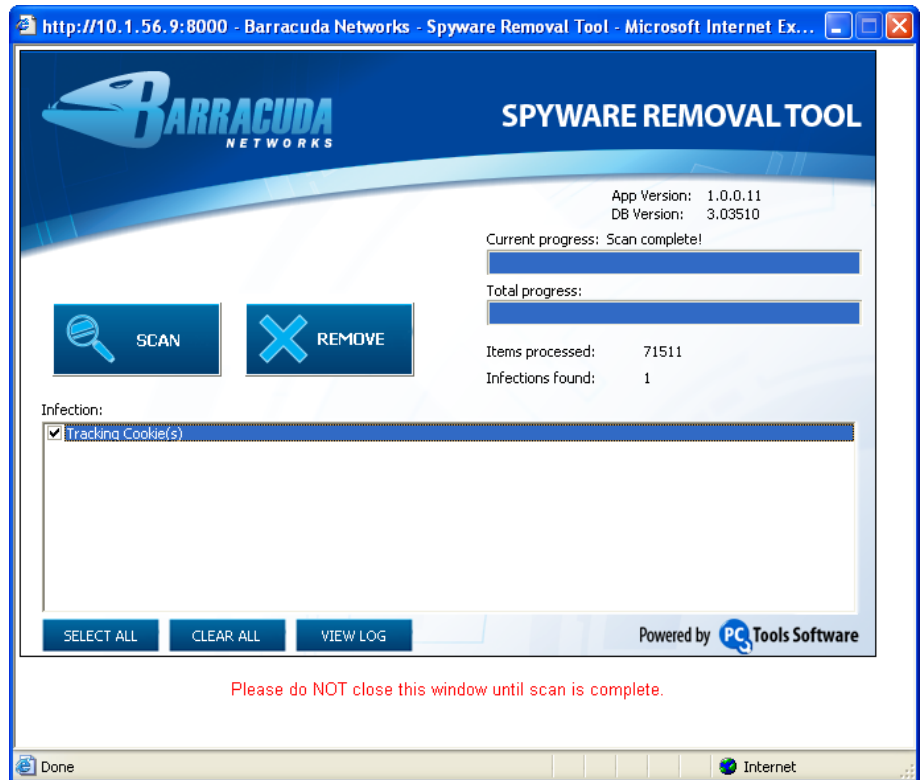 http://10.1.56.9:8000 - Barracuda Networks - Spyware Removal Tool - Microsoft Internet Ex...
BARRACUDA
NETWORKS
SPYWARE REMOVAL TOOL
App Version: 1.0.0.11
DB Version: 3.03510
Current progress: Scan complete!
Total progress:
SCAN
REMOVE
Items processed: 71511
Infections found: 1
Infection:
Tracking Cookie(s)
SELECT ALL
CLEAR ALL
VIEW LOG
Powered by PC Tools Software
Please do NOT close this window until scan is complete.
Done
Internet